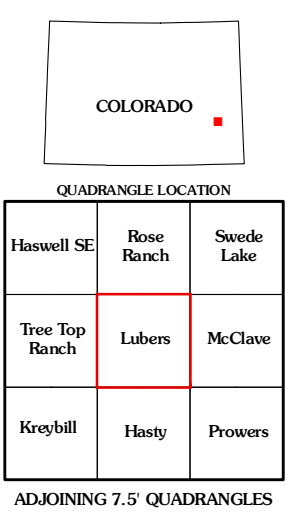 COLORADO
QUADRANGLE LOCATION
Haswell SE
Rose
Ranch
Swede
Lake
Tree Top
Ranch
Lubers
McClave
Kreybill
Hasty
Prowers
ADJOINING 7.5' QUADRANGLES